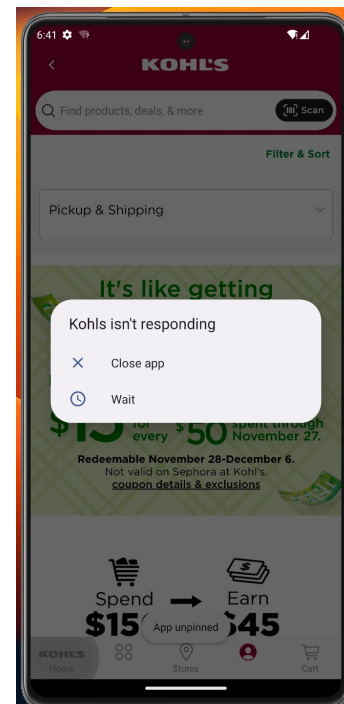 6:41
KOHL'S
Find products, deals, & more
Scan
Filter & Sort
Pickup & Shipping
It's like getting
Kohls isn't responding
Close app
Wait
$15 for every $50 spent through November 27.
Redeemable November 28-December 6.
Not valid on Sephora at Kohl's.
coupon details & exclusions
Spend
Earn
$15
$45
App unpinned
KOHL'S
Home
Stores
Cart